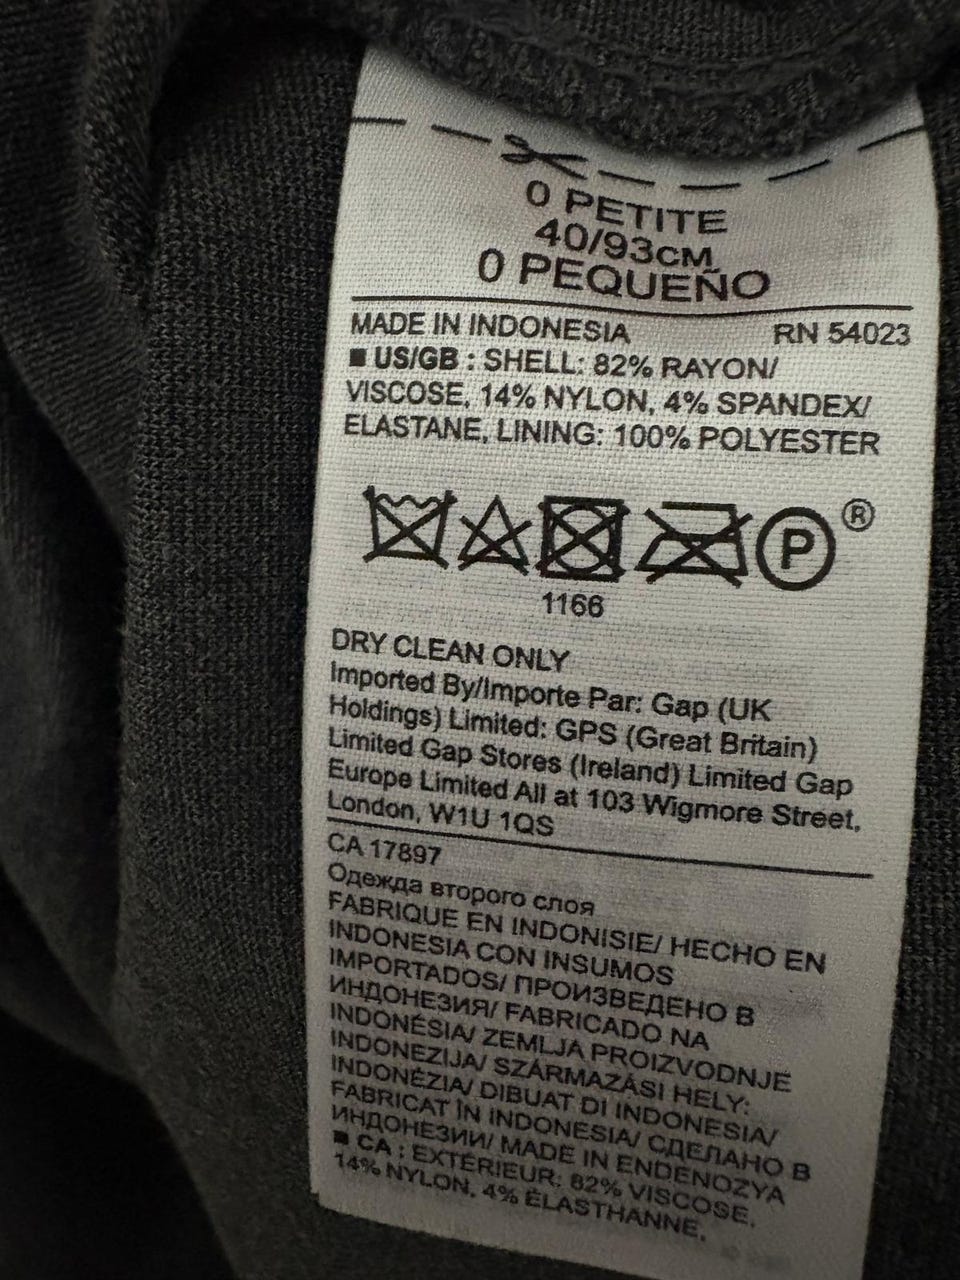 0 PETITE
40/93CM
0 PEQUEÑO
MADE IN INDONESIA RN 54023
■ US/GB : SHELL: 82% RAYON/
VISCOSE, 14% NYLON, 4% SPANDEX/
ELASTANE, LINING: 100% POLYESTER
P ®
1166
DRY CLEAN ONLY
Imported By/Importe Par: Gap (UK
Holdings) Limited: GPS (Great Britain)
Limited Gap Stores (Ireland) Limited Gap
Europe Limited All at 103 Wigmore Street,
London, W1U 1QS
CA 17897
Одежда второго слоя
FABRIQUE EN INDONISIE/ HECHO EN
INDONESIA CON INSUMOS
IMPORTADOS/ ПРОИЗВЕДЕНО В
ИНДОНЕЗИЯ/ FABRICADO NA
INDONÉSIA/ ZEMLJA PROIZVODNJE
INDONEZIJA/ SZÁRMAZÁSI HELY:
INDONÉZIA/ DIBUAT DI INDONESIA/
FABRICAT ÎN INDONESIA/ СДЕЛАНО В
ИНДОНЕЗИИ/ MADE IN ENDENOZYA
■ CA : EXTÉRIEUR: 82% VISCOSE,
14% NYLON, 4% ÉLASTHANNE,